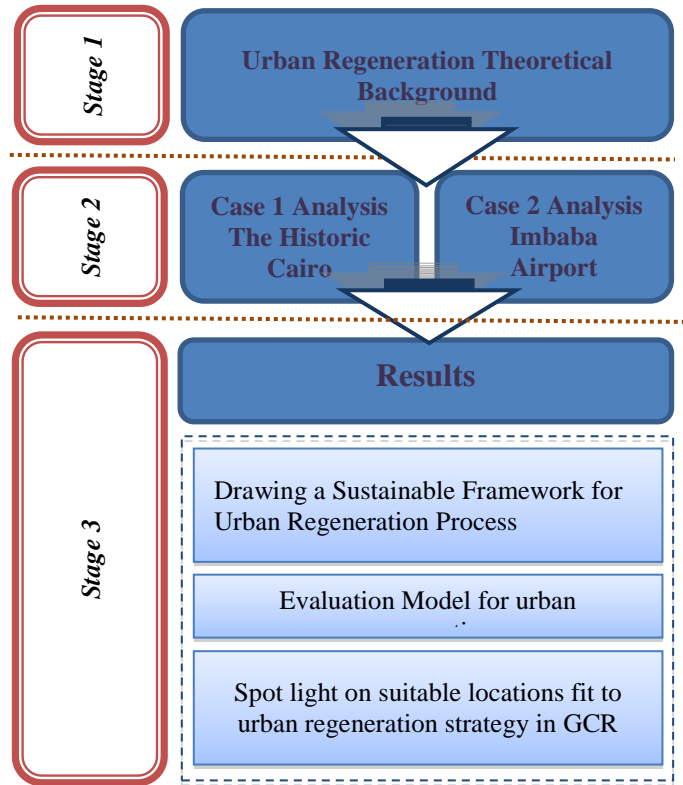 Stage 1
Urban Regeneration Theoretical
Background
Stage 2
Case 1 Analysis
The Historic
Cairo
Case 2 Analysis
Imbaba
Airport
Stage 3
Results
Drawing a Sustainable Framework for
Urban Regeneration Process
Evaluation Model for urban
Spot light on suitable locations fit to
urban regeneration strategy in GCR